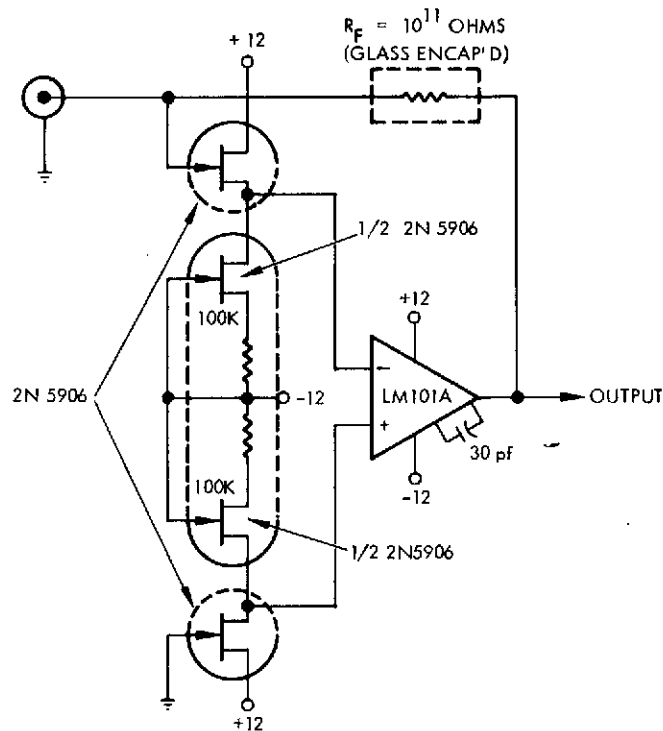 R_F = 10^11 OHMS
(GLASS ENCAP'D)
+ 12
1/2 2N 5906
100K
+12
−
LM101A
2N 5906
−12
OUTPUT
+
30 pf
100K
−12
1/2 2N5906
+12